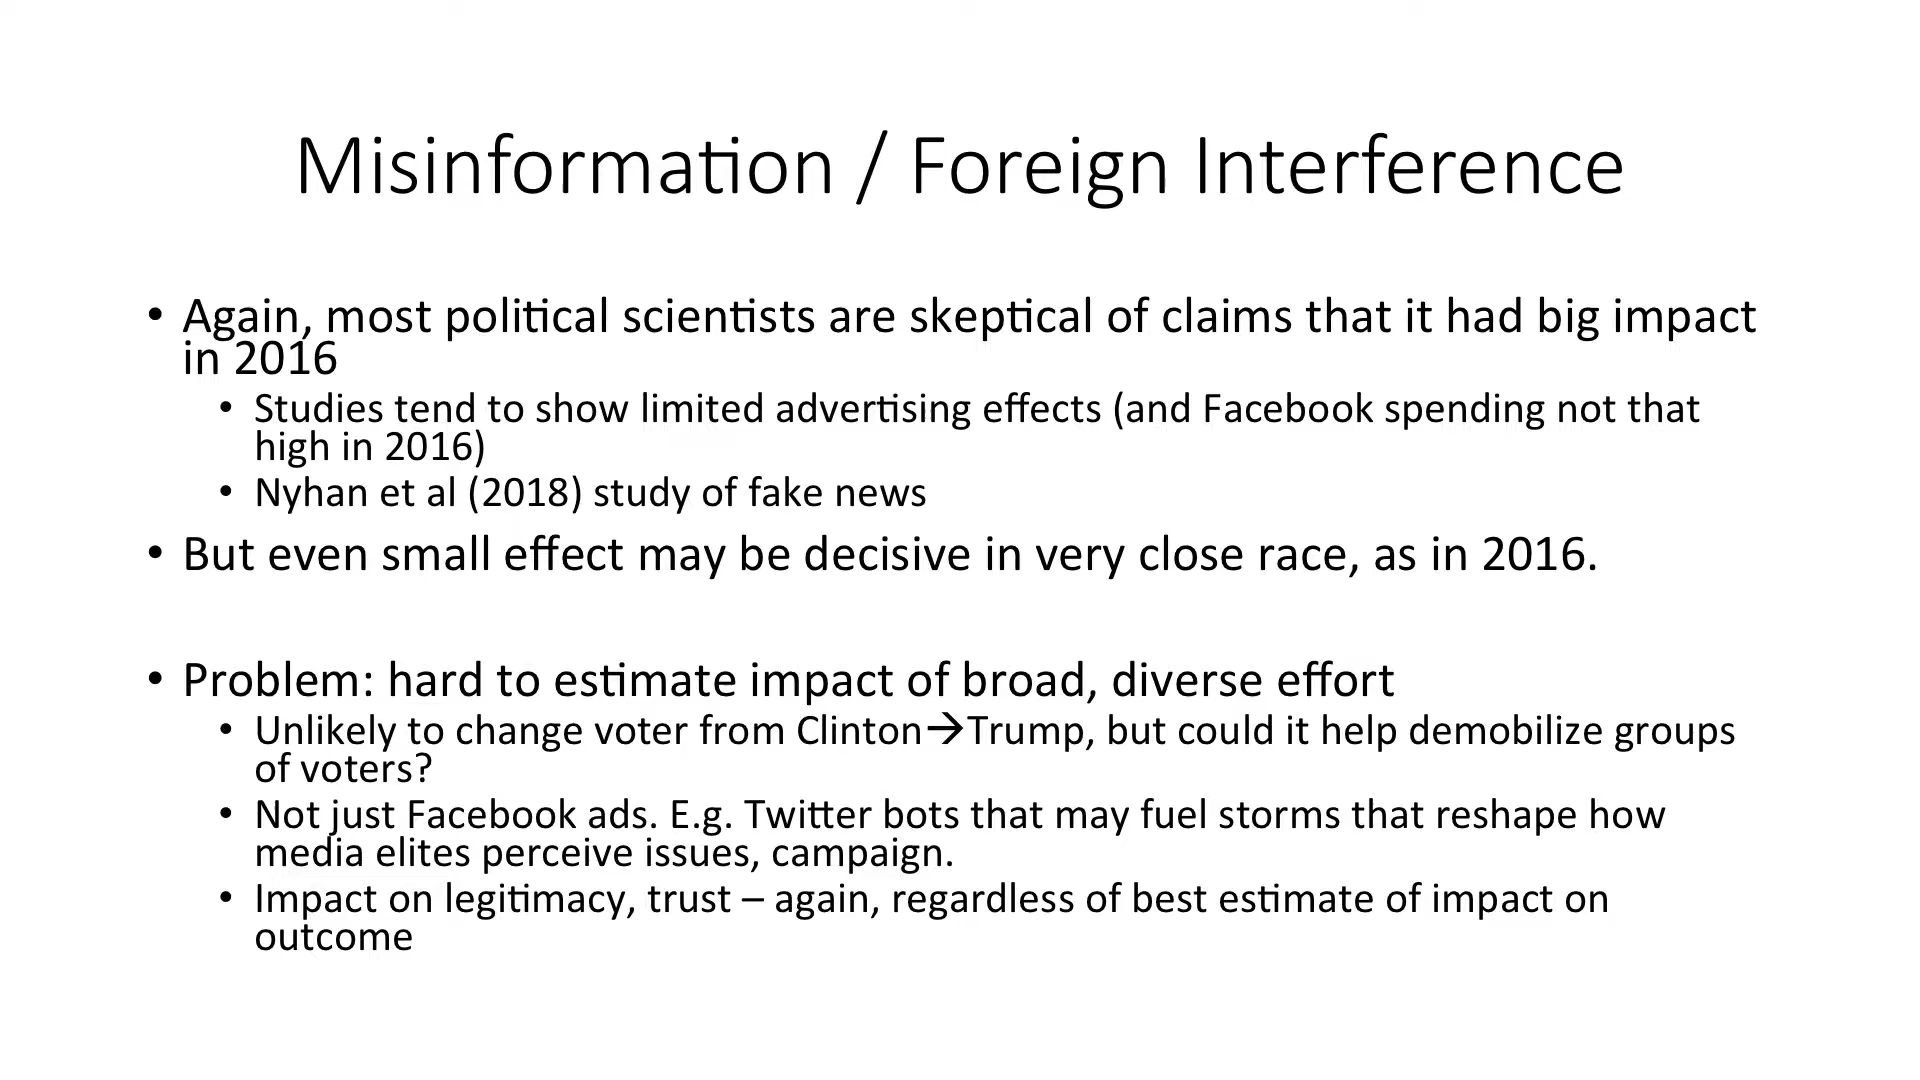 Misinformation / Foreign Interference
• Again, most political scientists are skeptical of claims that it had big impact
in 2016
• Studies tend to show limited advertising effects (and Facebook spending not that
high in 2016)
• Nyhan et al (2018) study of fake news
• But even small effect may be decisive in very close race, as in 2016.
• Problem: hard to estimate impact of broad, diverse effort
• Unlikely to change voter from Clinton→Trump, but could it help demobilize groups
of voters?
• Not just Facebook ads. E.g. Twitter bots that may fuel storms that reshape how
media elites perceive issues, campaign.
• Impact on legitimacy, trust – again, regardless of best estimate of impact on
outcome